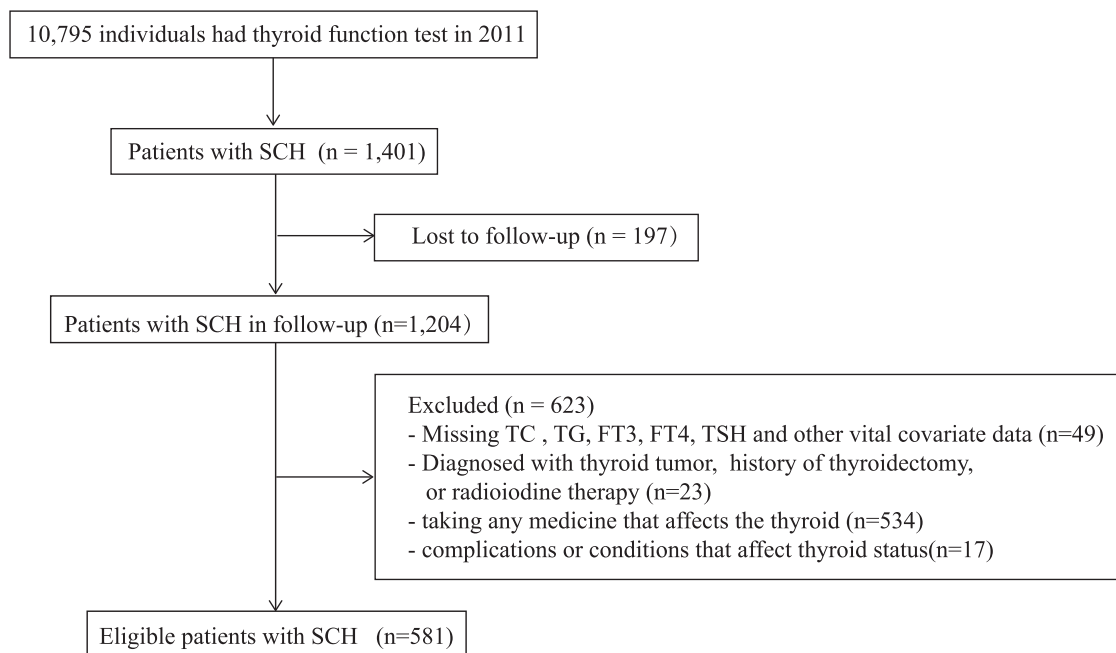 10,795 individuals had thyroid function test in 2011
Patients with SCH (n = 1,401)
Lost to follow-up (n = 197）
Patients with SCH in follow-up (n=1,204）
Excluded (n = 623)
- Missing TC , TG, FT3, FT4, TSH and other vital covariate data (n=49)
- Diagnosed with thyroid tumor, history of thyroidectomy,
or radioiodine therapy (n=23)
- taking any medicine that affects the thyroid (n=534)
- complications or conditions that affect thyroid status(n=17)
Eligible patients with SCH (n=581)